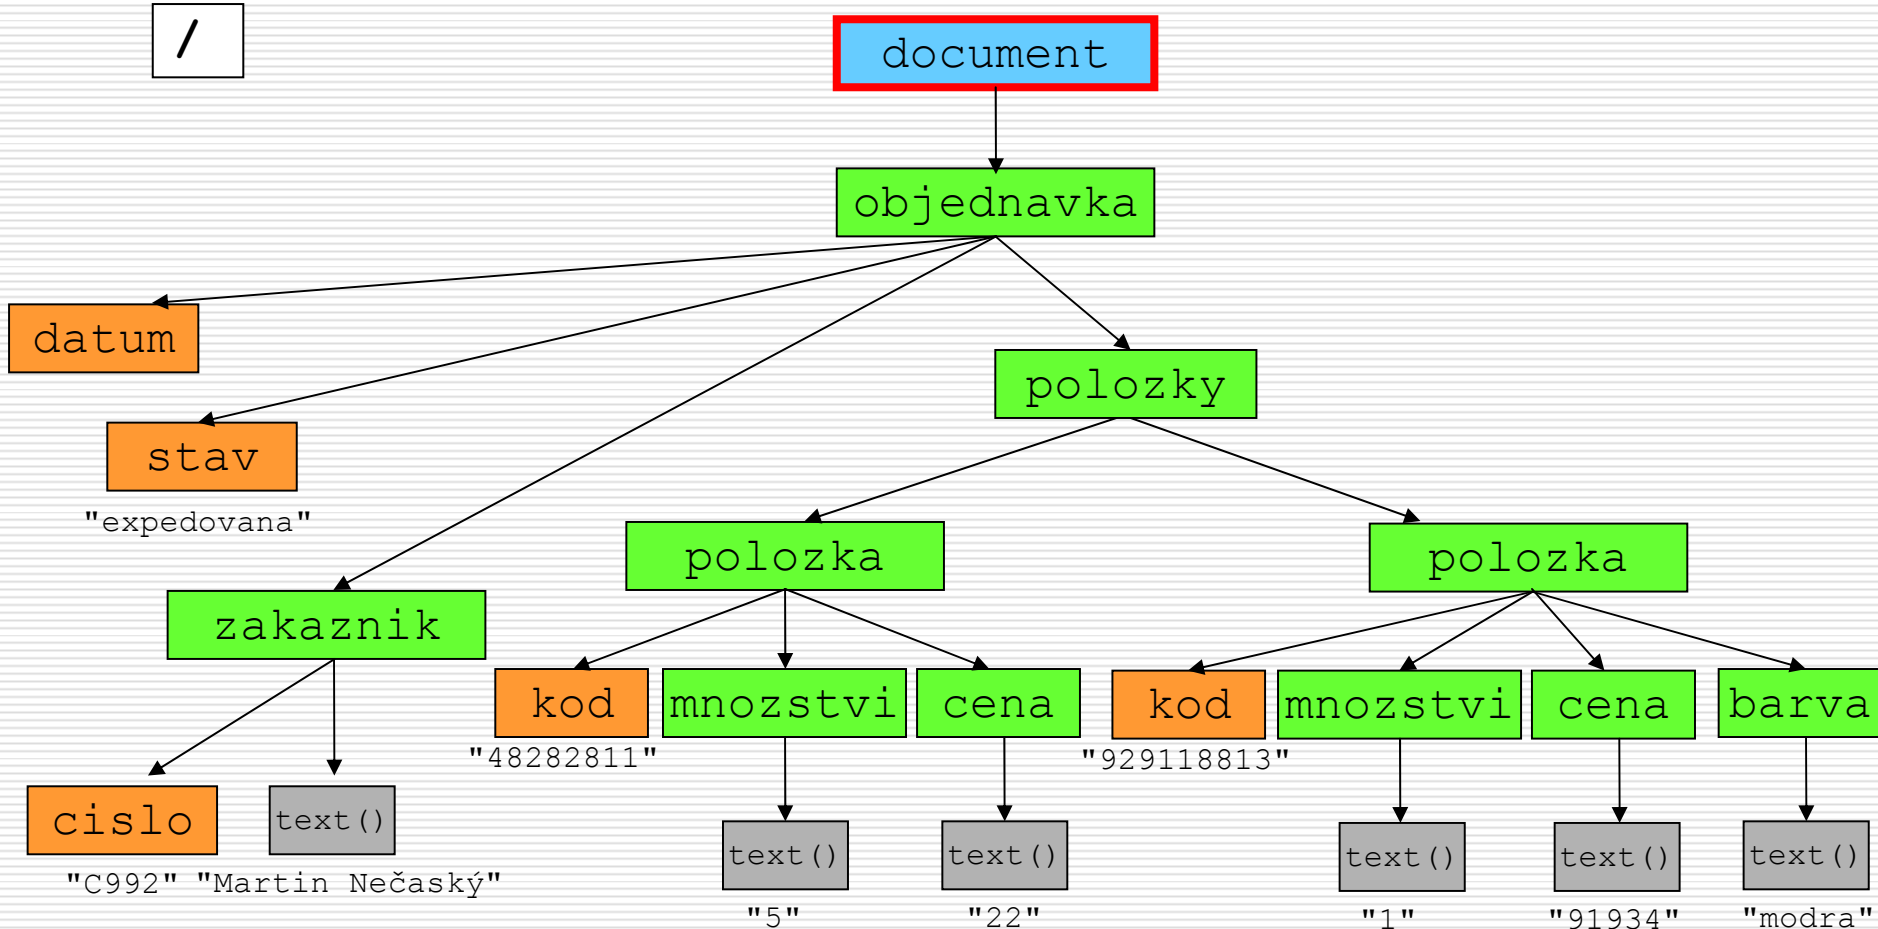 /
document
objednavka
datum
polozky
stav
"expedovana"
polozka
polozka
zakaznik
kod
mnozstvi
cena
kod
mnozstvi
cena
barva
"48282811"
"929118813"
cislo
text()
text()
text()
text()
text()
text()
"C992" "Martin Nečaský"
"5"
"22"
"1"
"91934"
"modra"